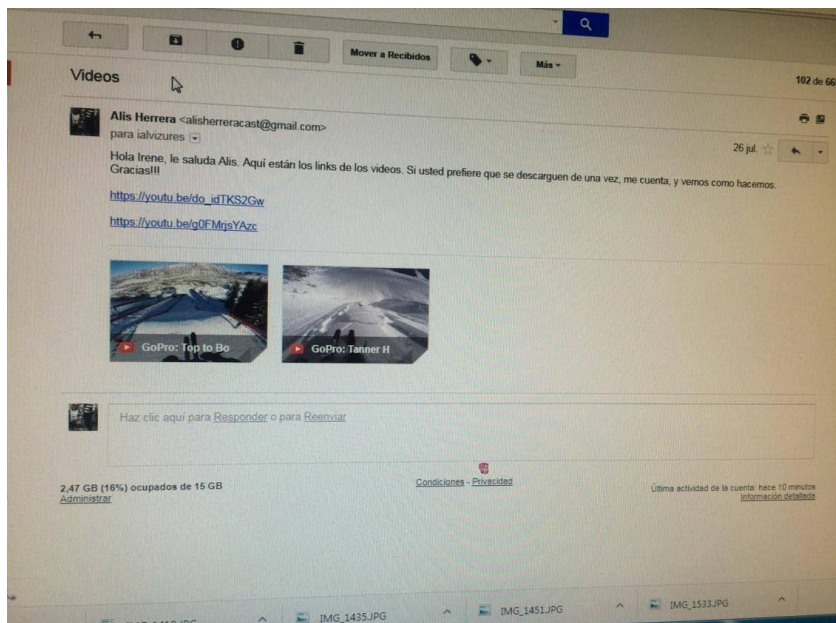 Mover a Recibidos
Más
Videos
102 de 66
Alis Herrera <alisherreracast@gmail.com>
para ialvizures
26 jul.
Hola Irene, le saluda Alis. Aquí están los links de los videos. Si usted prefiere que se descarguen de una vez, me cuenta, y vemos como hacemos.
Gracias!!!
https://youtu.be/do_idTKS2Gw
https://youtu.be/g0FMrjsYAzc
GoPro: Top to Bo
GoPro: Tanner H
Haz clic aquí para Responder o para Reenviar
2,47 GB (16%) ocupados de 15 GB
Administrar
Condiciones - Privacidad
Última actividad de la cuenta: hace 10 minutos
Información detallada
IMG_1435.JPG
IMG_1451.JPG
IMG_1533.JPG